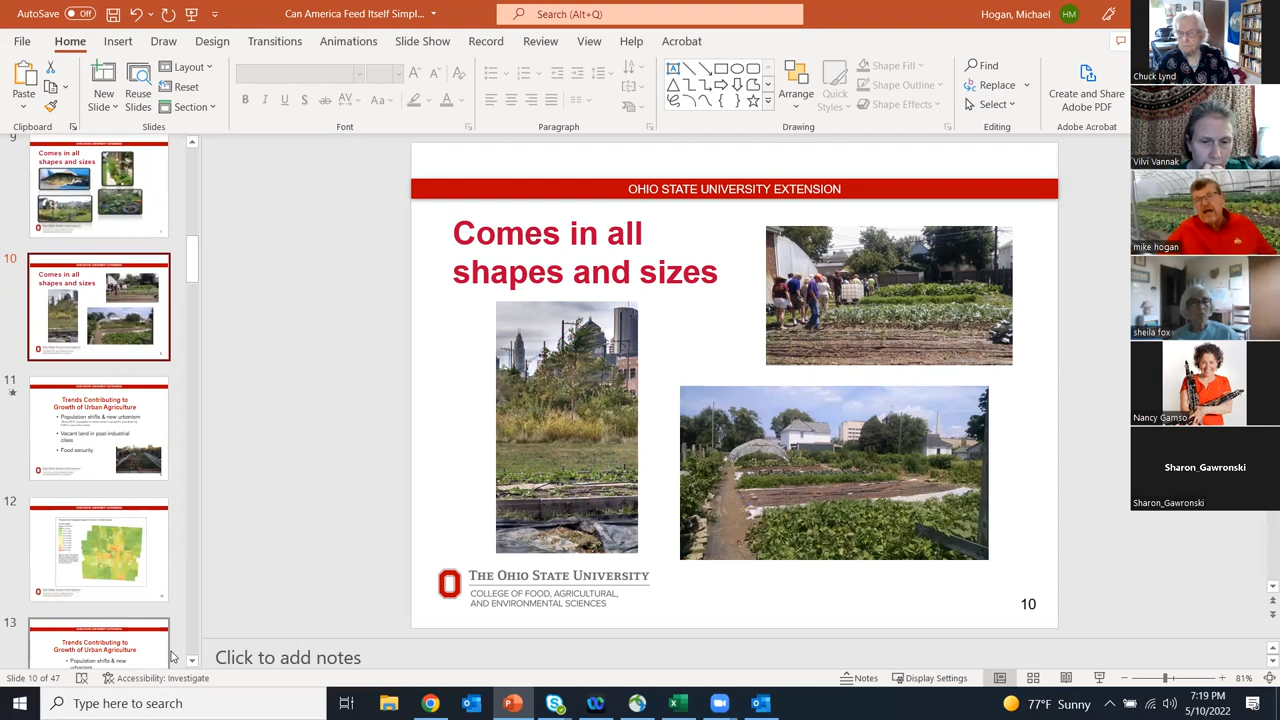 Can America Feed Itself Sim...
Search
Hogan, Michael
HM
File
Home
Insert
Draw
Design
Transitions
Animations
Slide Show
Record
Review
View
Help
Acrobat
Paste
New
Slide
Reuse
Slides
Layout
Reset
Section
Arrange
Quick
Styles
Shape Fill
Shape Outline
Shape Effects
Find
Replace
Select
Create and Share
Adobe PDF
Clipboard
Slides
Font
Paragraph
Drawing
Editing
Adobe Acrobat
9
Comes in all
shapes and sizes
10
Comes in all
shapes and sizes
11
Trends Contributing to
Growth of Urban Agriculture
• Population shifts & new urbanism
• Vacant land in post-industrial
cities
• Food security
12
13
Trends Contributing to
Growth of Urban Agriculture
• Population shifts & new
urbanism
OHIO STATE UNIVERSITY EXTENSION
Comes in all
shapes and sizes
THE OHIO STATE UNIVERSITY
COLLEGE OF FOOD, AGRICULTURAL,
AND ENVIRONMENTAL SCIENCES
10
Click to add notes
Chuck Lynd
Vilvi Vannak
mike hogan
sheila fox
Nancy Gamso
Sharon_Gawronski
Sharon_Gawronski
Slide 10 of 47
Accessibility: Investigate
Notes
Display Settings
81%
Type here to search
77°F Sunny
7:19 PM
5/10/2022